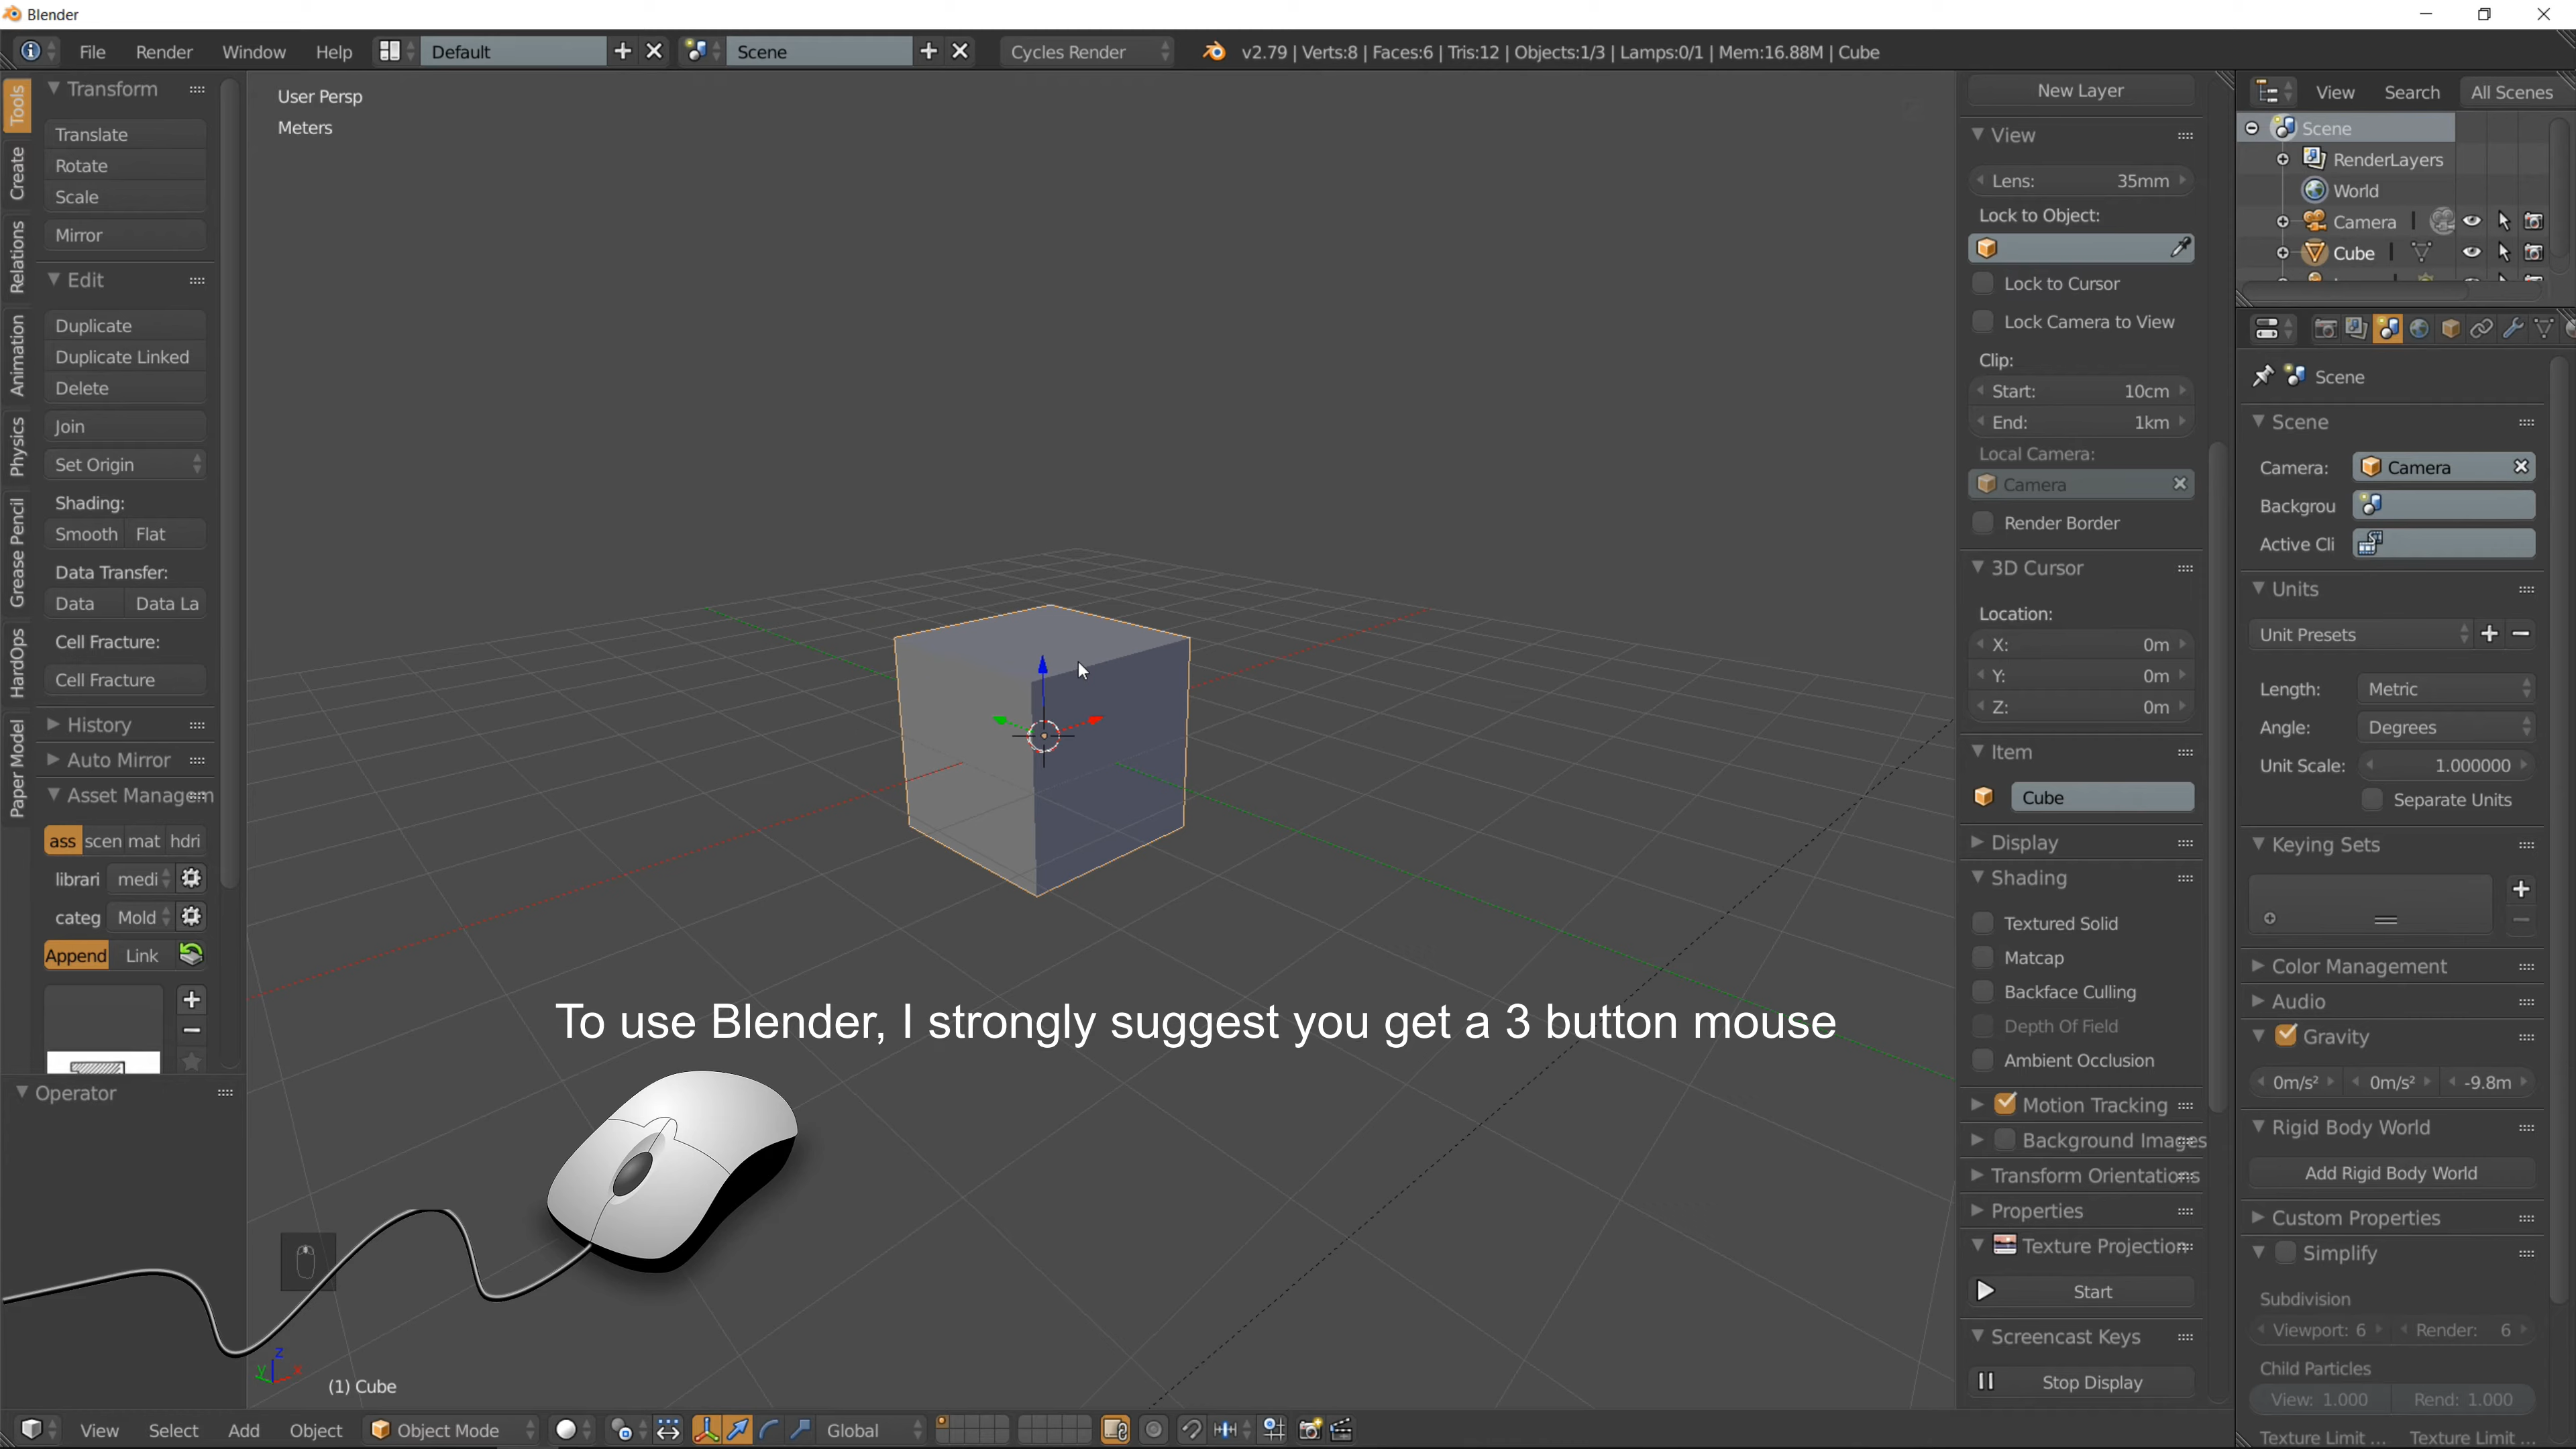 Blender
File Render Window Help Default Scene Cycles Render v2.79 | Verts:8 | Faces:6 | Tris:12 | Objects:1/3 | Lamps:0/1 | Mem:16.88M | Cube
Tools
Create
Relations
Animation
Physics
Grease Pencil
HardOps
Paper Model
Transform
Translate
Rotate
Scale
Mirror
Edit
Duplicate
Duplicate Linked
Delete
Join
Set Origin
Shading:
Smooth Flat
Data Transfer:
Data Data La
Cell Fracture:
Cell Fracture
History
Auto Mirror
Asset Managem
ass scen mat hdri
librari medi
categ Mold
Append Link
Operator
User Persp
Meters
To use Blender, I strongly suggest you get a 3 button mouse
z
y x
(1) Cube
View Select Add Object Object Mode Global
New Layer
View
Lens: 35mm
Lock to Object:
Lock to Cursor
Lock Camera to View
Clip:
Start: 10cm
End: 1km
Local Camera:
Camera
Render Border
3D Cursor
Location:
X: 0m
Y: 0m
Z: 0m
Item
Cube
Display
Shading
Textured Solid
Matcap
Backface Culling
Depth Of Field
Ambient Occlusion
Motion Tracking
Background Images
Transform Orientations
Properties
Texture Projection
Start
Screencast Keys
Stop Display
View Search All Scenes
Scene
RenderLayers
World
Camera
Cube
Scene
Scene
Camera: Camera
Backgrou
Active Cli
Units
Unit Presets
Length: Metric
Angle: Degrees
Unit Scale: 1.000000
Separate Units
Keying Sets
Color Management
Audio
Gravity
0m/s² 0m/s² -9.8m
Rigid Body World
Add Rigid Body World
Custom Properties
Simplify
Subdivision
Viewport: 6 Render: 6
Child Particles
View: 1.000 Rend: 1.000
Texture Limit ... Texture Limit ...